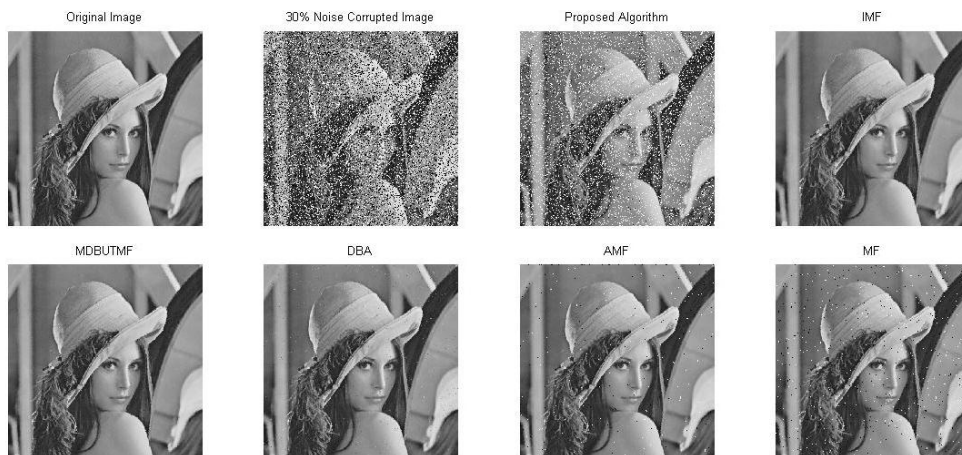 Original Image
30% Noise Corrupted Image
Proposed Algorithm
IMF
MDBUTMF
DBA
AMF
MF